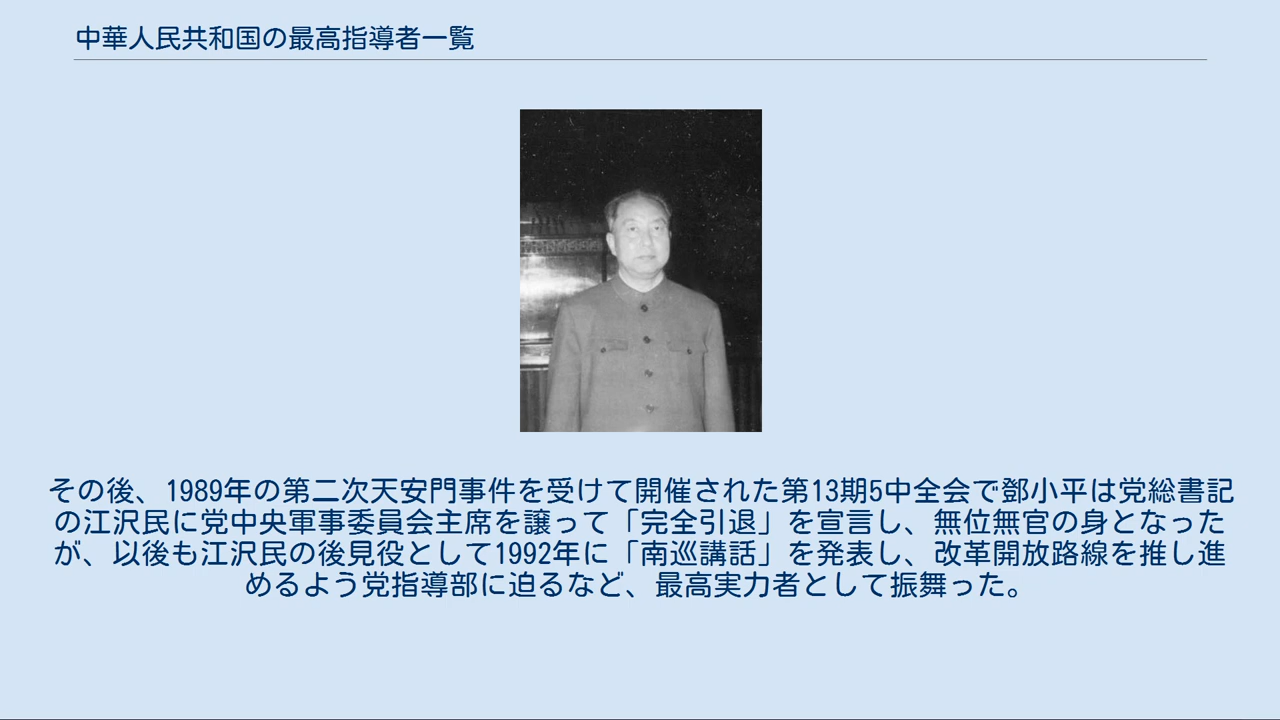 中華人民共和国の最高指導者一覧
その後、1989年の第二次天安門事件を受けて開催された第13期5中全会で鄧小平は党総書記
の江沢民に党中央軍事委員会主席を譲って「完全引退」を宣言し、無位無官の身となった
が、以後も江沢民の後見役として1992年に「南巡講話」を発表し、改革開放路線を推し進
めるよう党指導部に迫るなど、最高実力者として振舞った。